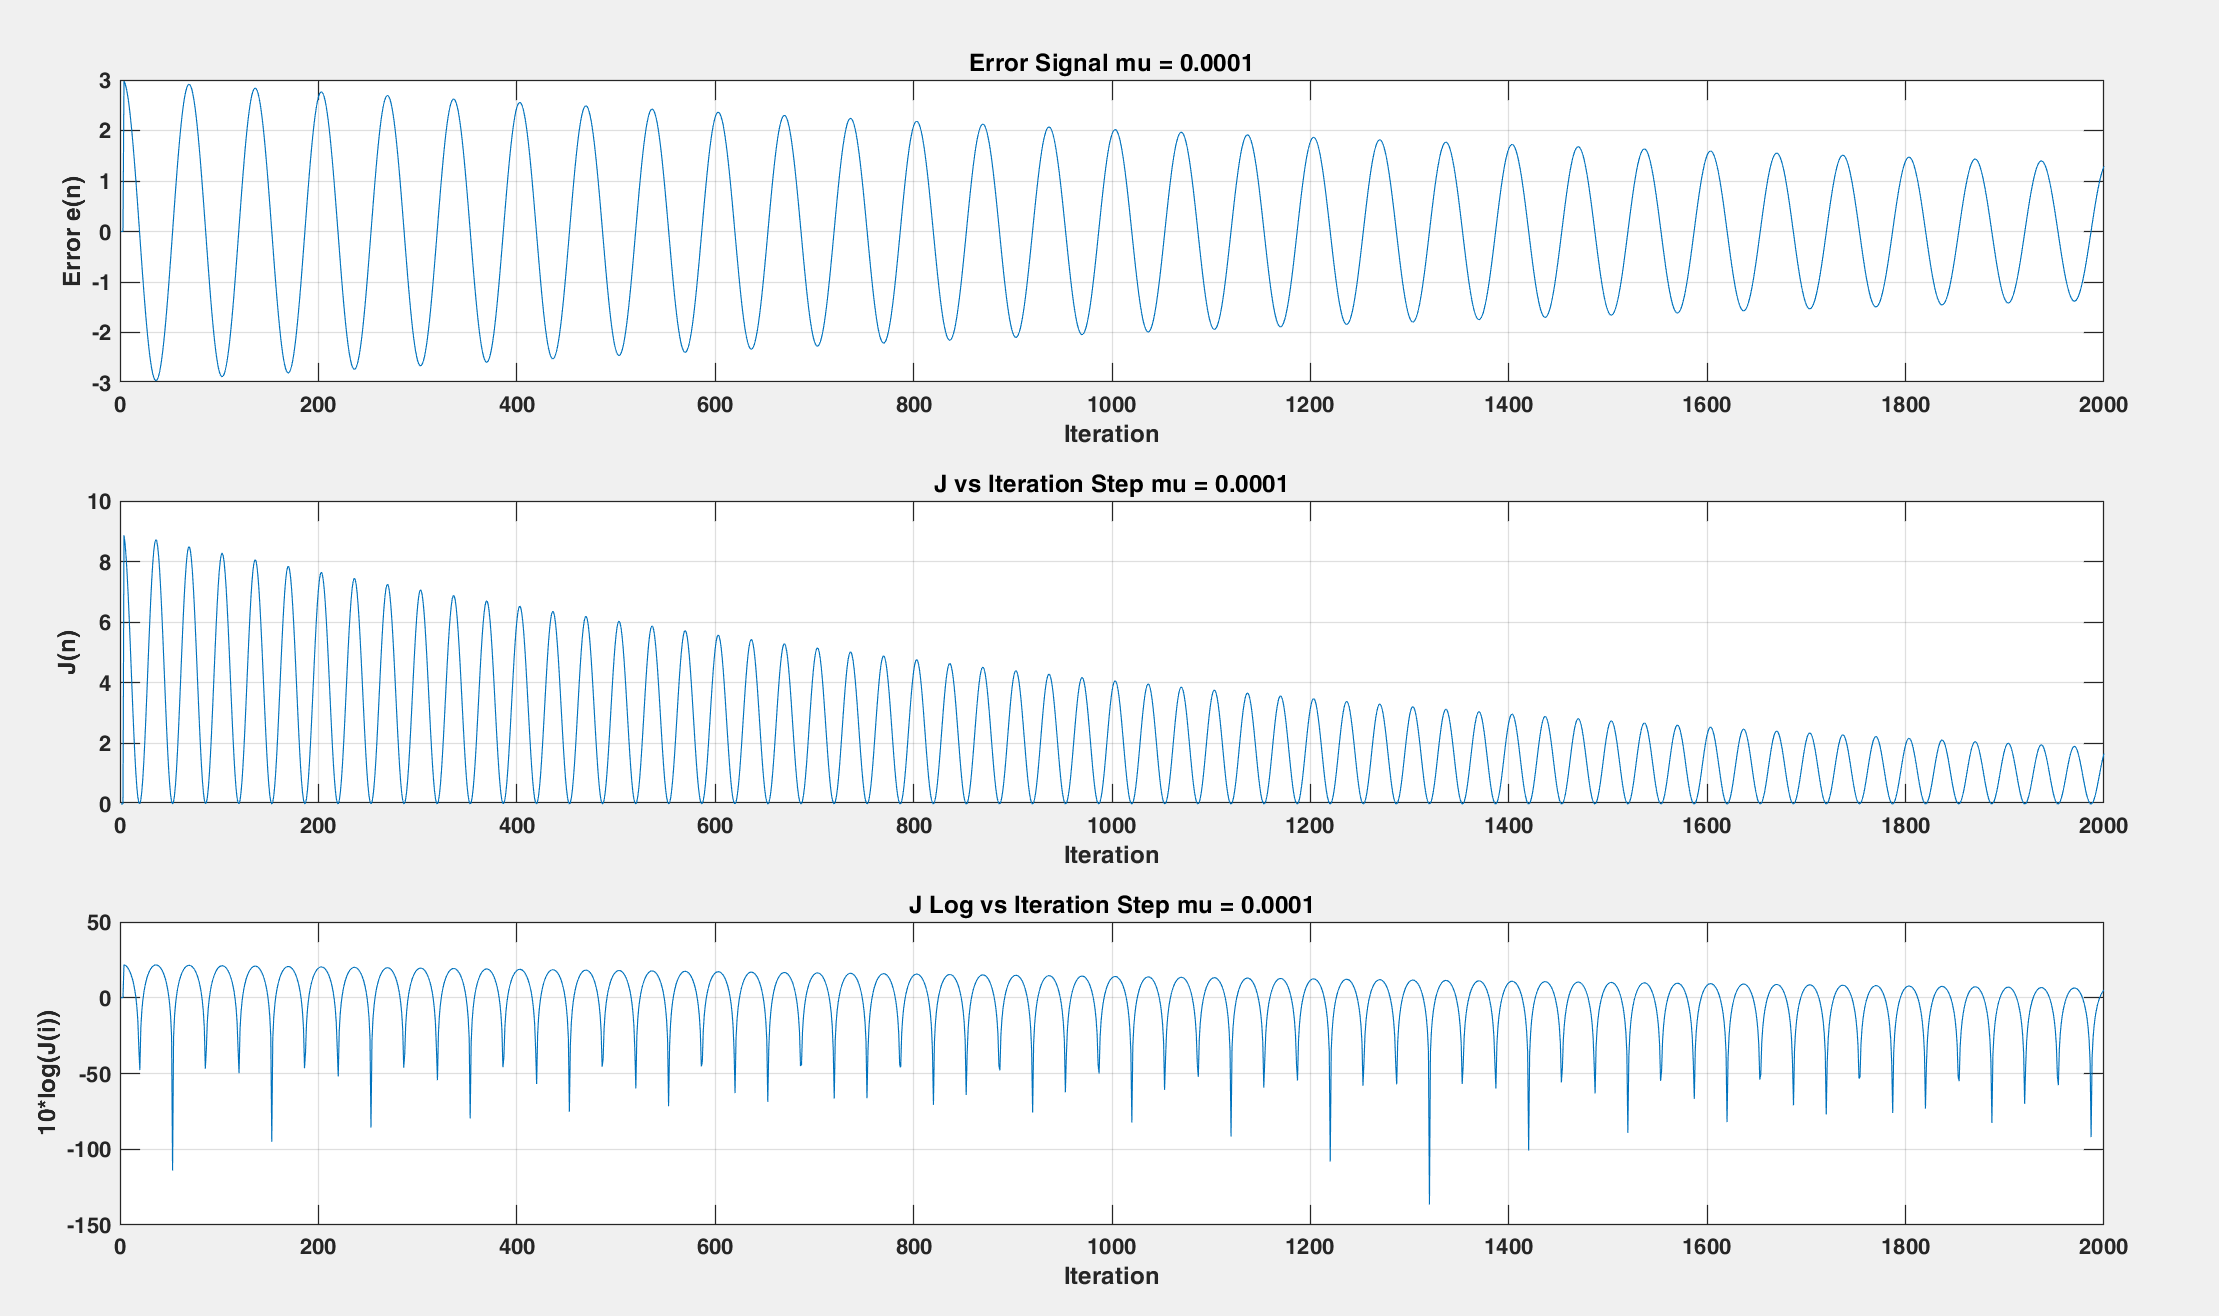 Error Signal mu = 0.0001
3
2
1
0
-1
-2
-3
Error e(n)
0 200 400 600 800 1000 1200 1400 1600 1800 2000
Iteration
J vs Iteration Step mu = 0.0001
10
8
6
4
2
0
J(n)
0 200 400 600 800 1000 1200 1400 1600 1800 2000
Iteration
J Log vs Iteration Step mu = 0.0001
50
0
-50
-100
-150
10*log(J(i))
0 200 400 600 800 1000 1200 1400 1600 1800 2000
Iteration